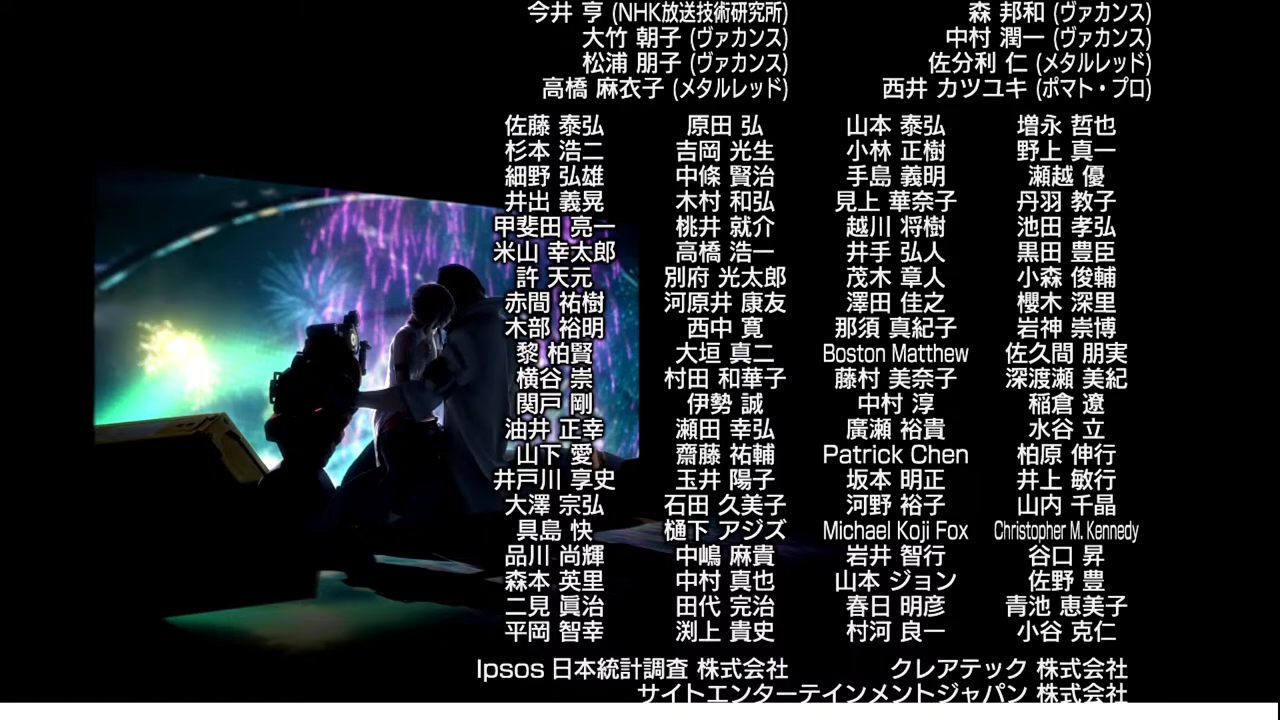 今井 亨 (NHK放送技術研究所) 森 邦和 (ヴァカンス)
大竹 朝子 (ヴァカンス) 中村 潤一 (ヴァカンス)
松浦 朋子 (ヴァカンス) 佐分利 仁 (メタルレッド)
高橋 麻衣子 (メタルレッド) 西井 カツユキ (ポマト・プロ)
佐藤 泰弘 原田 弘 山本 泰弘 増永 哲也
杉本 浩二 吉岡 光生 小林 正樹 野上 真一
細野 弘雄 中條 賢治 手島 義明 瀬越 優
井出 義晃 木村 和弘 見上 華奈子 丹羽 教子
甲斐田 亮一 桃井 就介 越川 将樹 池田 孝弘
米山 幸太郎 高橋 浩一 井手 弘人 黒田 豊臣
許 天元 別府 光太郎 茂木 章人 小森 俊輔
赤間 祐樹 河原井 康友 澤田 佳之 櫻木 深里
木部 裕明 西中 寛 那須 真紀子 岩神 崇博
黎 柏賢 大垣 真二 Boston Matthew 佐久間 朋実
横谷 崇 村田 和華子 藤村 美奈子 深渡瀬 美紀
関戸 剛 伊勢 誠 中村 淳 稲倉 遼
油井 正幸 瀬田 幸弘 廣瀬 裕貴 水谷 立
山下 愛 齋藤 祐輔 Patrick Chen 柏原 伸行
井戸川 享史 玉井 陽子 坂本 明正 井上 敏行
大澤 宗弘 石田 久美子 河野 裕子 山内 千晶
具島 快 樋下 アジズ Michael Koji Fox Christopher M. Kennedy
品川 尚輝 中嶋 麻貴 岩井 智行 谷口 昇
森本 英里 中村 真也 山本 ジョン 佐野 豊
二見 眞治 田代 完治 春日 明彦 青池 恵美子
平岡 智幸 渕上 貴史 村河 良一 小谷 克仁
Ipsos 日本統計調査 株式会社 クレアテック 株式会社
サイトエンターテインメントジャパン 株式会社